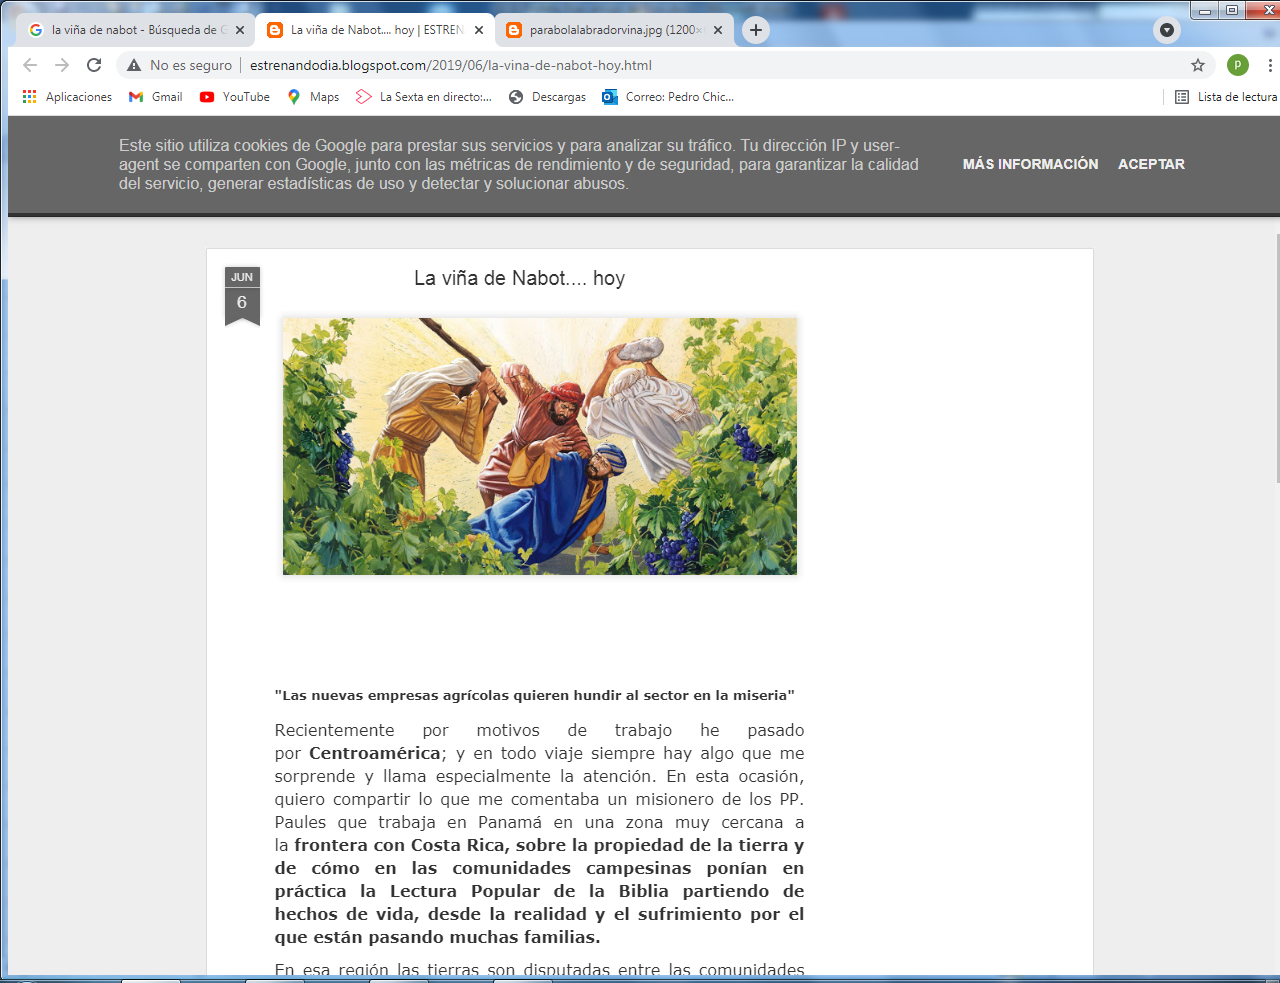 la viña de nabot - Búsqueda de G
La Viña de Nabot.... hoy | ESTREN
parabolalabradorvina.jpg (1200×
No es seguro
estrenandodia.blogspot.com/2019/06/la-vina-de-nabot-hoy.html
P
Aplicaciones
Gmail
YouTube
Maps
La Sexta en directo:...
Descargas
Correo: Pedro Chic...
Lista de lectura
Este sitio utiliza cookies de Google para prestar sus servicios y para analizar su tráfico. Tu dirección IP y user-
agent se comparten con Google, junto con las métricas de rendimiento y de seguridad, para garantizar la calidad
del servicio, generar estadísticas de uso y detectar y solucionar abusos.
MÁS INFORMACIÓN
ACEPTAR
JUN
6
La viña de Nabot.... hoy
"Las nuevas empresas agrícolas quieren hundir al sector en la miseria"
Recientemente por motivos de trabajo he pasado
por Centroamérica; y en todo viaje siempre hay algo que me
sorprende y llama especialmente la atención. En esta ocasión,
quiero compartir lo que me comentaba un misionero de los PP.
Paules que trabaja en Panamá en una zona muy cercana a
la frontera con Costa Rica, sobre la propiedad de la tierra y
de cómo en las comunidades campesinas ponían en
práctica la Lectura Popular de la Biblia partiendo de
hechos de vida, desde la realidad y el sufrimiento por el
que están pasando muchas familias.
En esa región las tierras son disputadas entre las comunidades